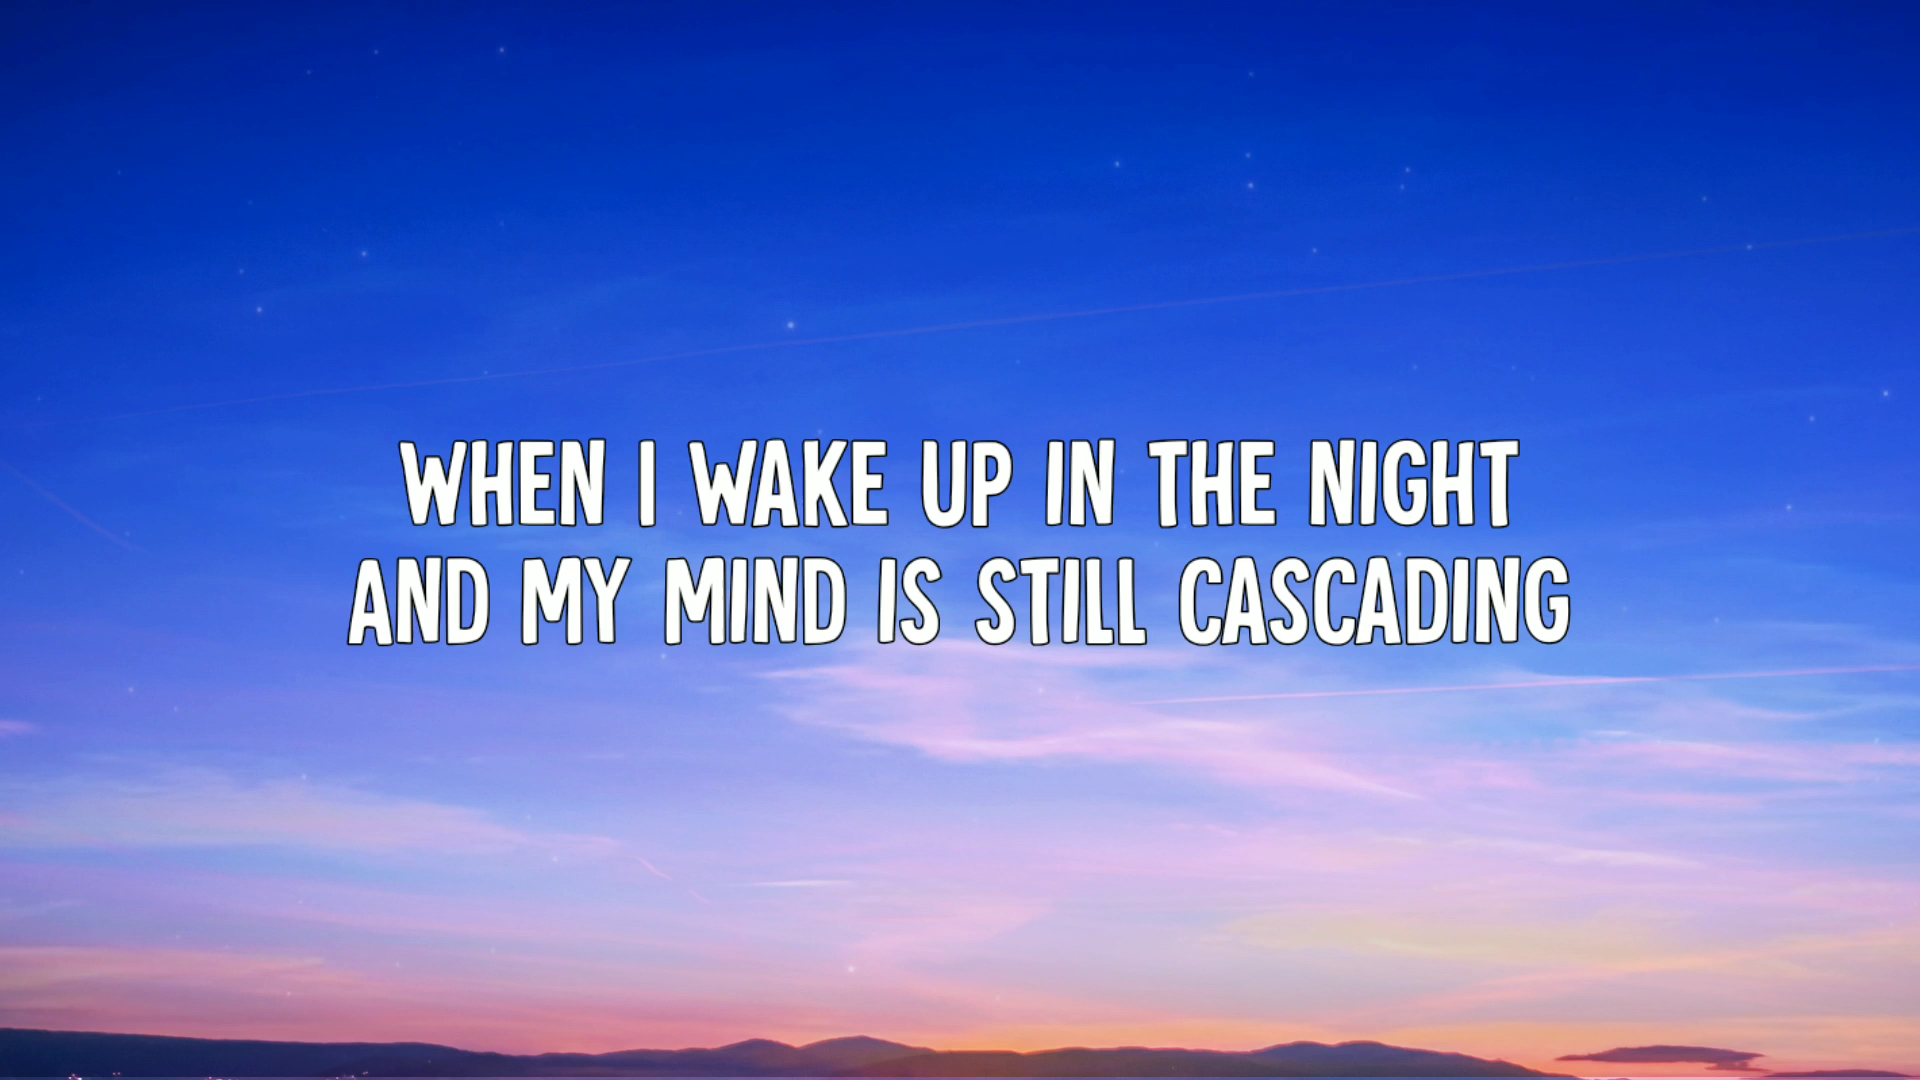 WHEN I WAKE UP IN THE NIGHT
AND MY MIND IS STILL CASCADING